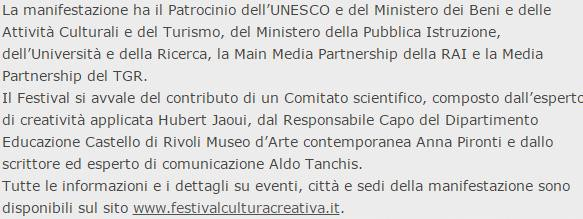 La manifestazione ha il Patrocinio dell’UNESCO e del Ministero dei Beni e delle
Attività Culturali e del Turismo, del Ministero della Pubblica Istruzione,
dell’Università e della Ricerca, la Main Media Partnership della RAI e la Media
Partnership del TGR.
Il Festival si avvale del contributo di un Comitato scientifico, composto dall’esperto
di creatività applicata Hubert Jaoui, dal Responsabile Capo del Dipartimento
Educazione Castello di Rivoli Museo d’Arte contemporanea Anna Pironti e dallo
scrittore ed esperto di comunicazione Aldo Tanchis.
Tutte le informazioni e i dettagli su eventi, città e sedi della manifestazione sono
disponibili sul sito www.festivalculturacreativa.it.